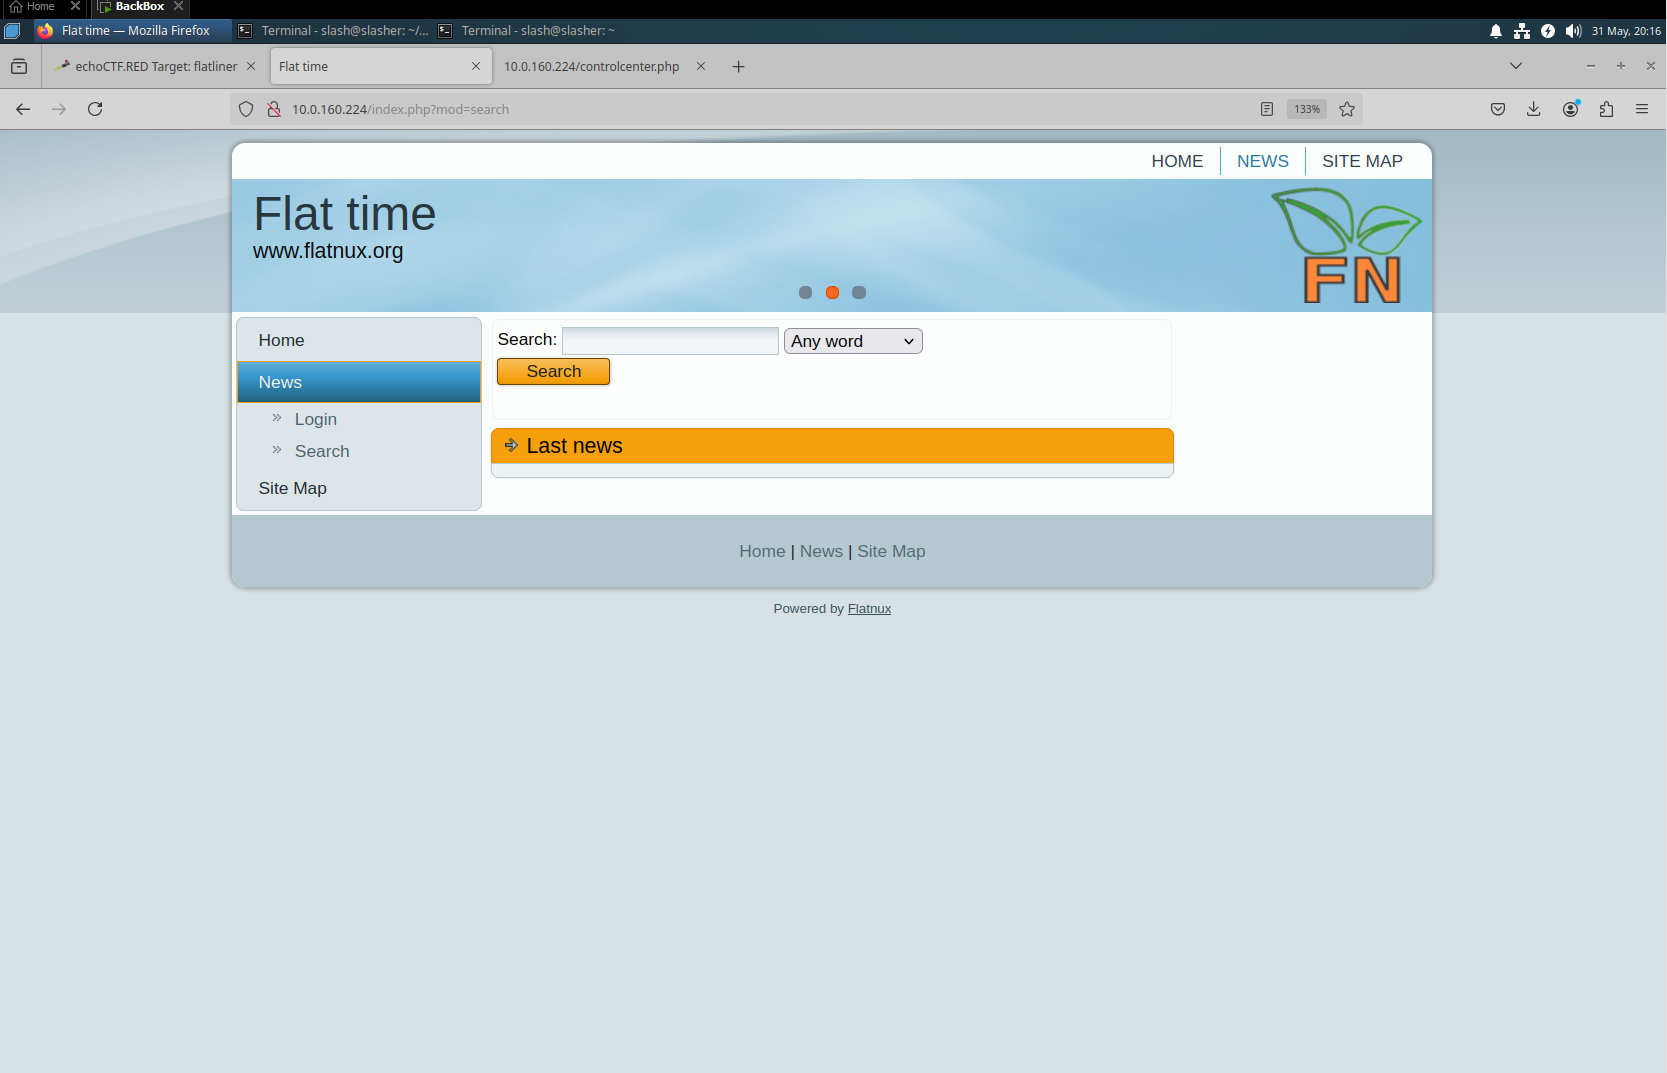 Home
BackBox
Flat time — Mozilla Firefox
Terminal - slash@slasher: ~/...
Terminal - slash@slasher: ~
31 May, 20:16
echoCTF.RED Target: flatliner
Flat time
10.0.160.224/controlcenter.php
10.0.160.224/index.php?mod=search
133%
HOME
NEWS
SITE MAP
Flat time
www.flatnux.org
FN
Home
News
Login
Search
Site Map
Search:
Any word
Search
Last news
Home | News | Site Map
Powered by Flatnux